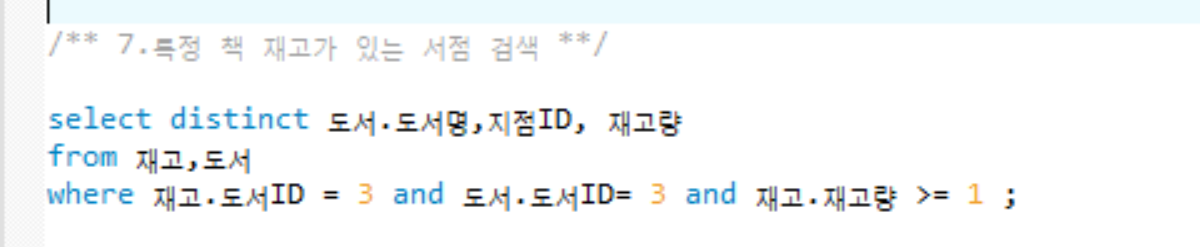 /** 7.특정 책 재고가 있는 서점 검색 **/
select distinct 도서.도서명,지점ID, 재고량
from 재고,도서
where 재고.도서ID = 3 and 도서.도서ID= 3 and 재고.재고량 >= 1 ;